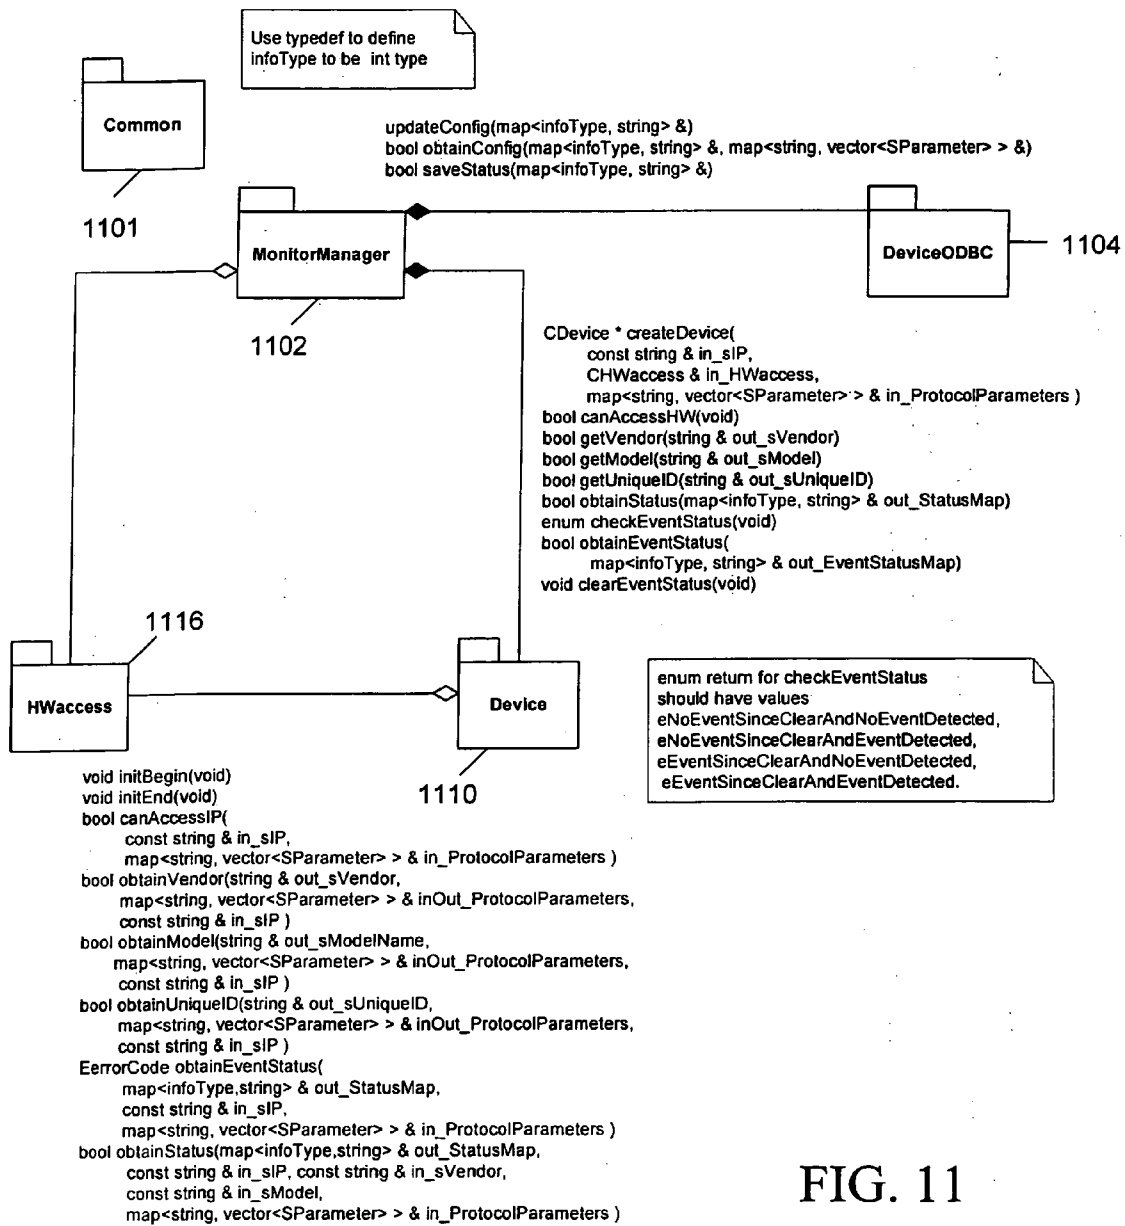 Use typedef to define
infoType to be int type
Common
1101
updateConfig(map<infoType, string> &)
bool obtainConfig(map<infoType, string> &, map<string, vector<SParameter> > &)
bool saveStatus(map<infoType, string> &)
MonitorManager
1102
DeviceODBC
1104
CDevice * createDevice(
const string & in_sIP,
CHWaccess & in_HWaccess,
map<string, vector<SParameter> > & in_ProtocolParameters )
bool canAccessHW(void)
bool getVendor(string & out_sVendor)
bool getModel(string & out_sModel)
bool getUniqueID(string & out_sUniqueID)
bool obtainStatus(map<infoType, string> & out_StatusMap)
enum checkEventStatus(void)
bool obtainEventStatus(
map<infoType, string> & out_EventStatusMap)
void clearEventStatus(void)
1116
HWaccess
Device
1110
enum return for checkEventStatus
should have values
eNoEventSinceClearAndNoEventDetected,
eNoEventSinceClearAndEventDetected,
eEventSinceClearAndNoEventDetected,
eEventSinceClearAndEventDetected.
void initBegin(void)
void initEnd(void)
bool canAccessIP(
const string & in_sIP,
map<string, vector<SParameter> > & in_ProtocolParameters )
bool obtainVendor(string & out_sVendor,
map<string, vector<SParameter> > & inOut_ProtocolParameters,
const string & in_sIP )
bool obtainModel(string & out_sModelName,
map<string, vector<SParameter> > & inOut_ProtocolParameters,
const string & in_sIP )
bool obtainUniqueID(string & out_sUniqueID,
map<string, vector<SParameter> > & inOut_ProtocolParameters,
const string & in_sIP )
EerrorCode obtainEventStatus(
map<infoType,string> & out_StatusMap,
const string & in_sIP,
map<string, vector<SParameter> > & in_ProtocolParameters )
bool obtainStatus(map<infoType,string> & out_StatusMap,
const string & in_sIP, const string & in_sVendor,
const string & in_sModel,
map<string, vector<SParameter> > & in_ProtocolParameters )
FIG. 11